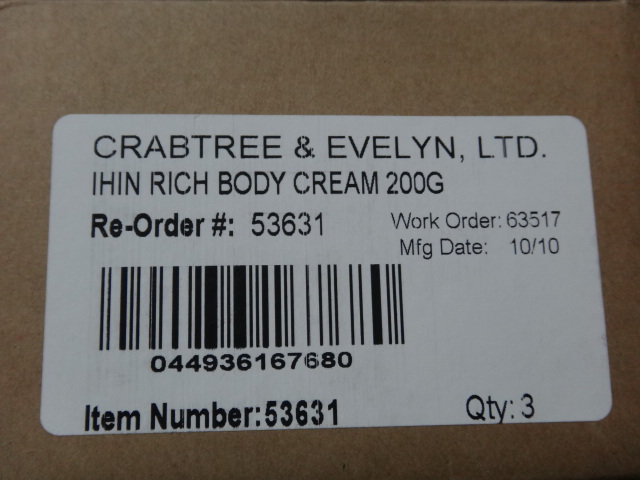 CRABTREE & EVELYN, LTD.
IHIN RICH BODY CREAM 200G
Re-Order #: 53631
Work Order: 63517
Mfg Date: 10/10
044936167680
Item Number:53631
Qty: 3